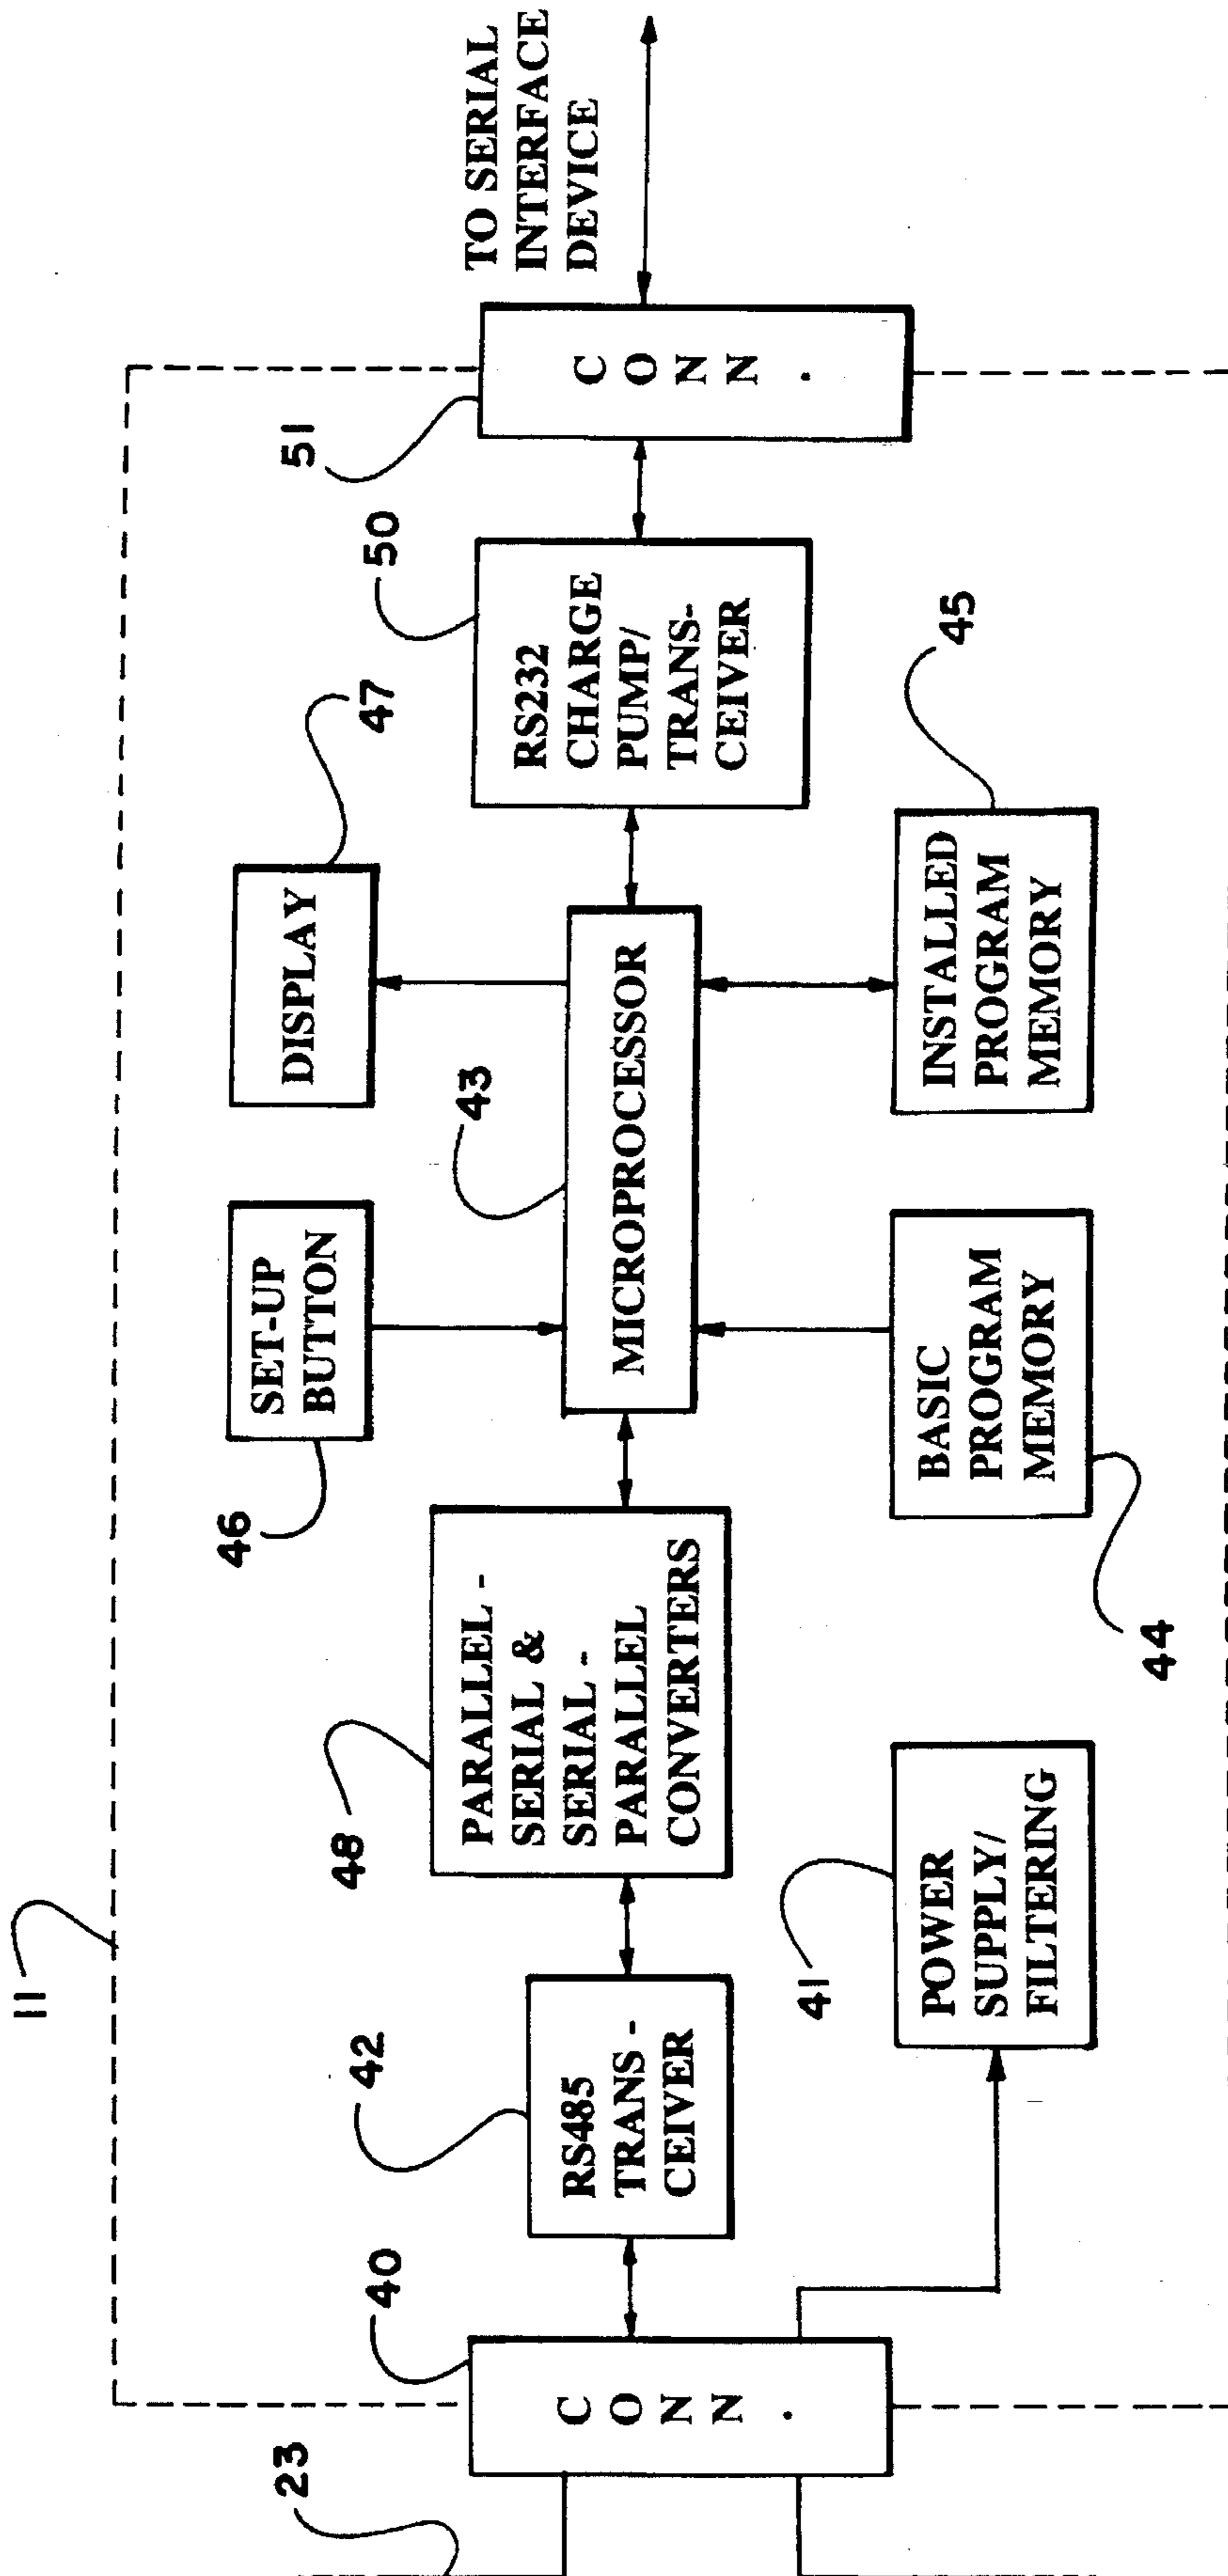 11
23
40
C
O
N
N
.
42
RS485
TRANS -
CEIVER
41
POWER
SUPPLY/
FILTERING
48
PARALLEL -
SERIAL &
SERIAL -
PARALLEL
CONVERTERS
46
SET-UP
BUTTON
43
MICROPROCESSOR
44
BASIC
PROGRAM
MEMORY
47
DISPLAY
45
INSTALLED
PROGRAM
MEMORY
50
RS232
CHARGE
PUMP/
TRANS-
CEIVER
51
C
O
N
N
.
TO SERIAL
INTERFACE
DEVICE